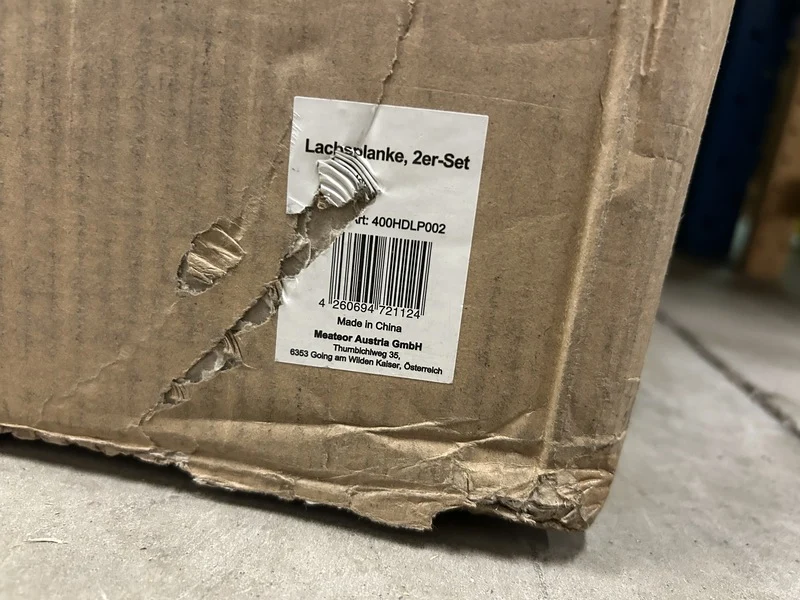 Lachsplanke, 2er-Set
Art: 400HDLP002
4 260694 721124
Made in China
Meateor Austria GmbH
Thumbichlweg 35,
6353 Going am Wilden Kaiser, Österreich